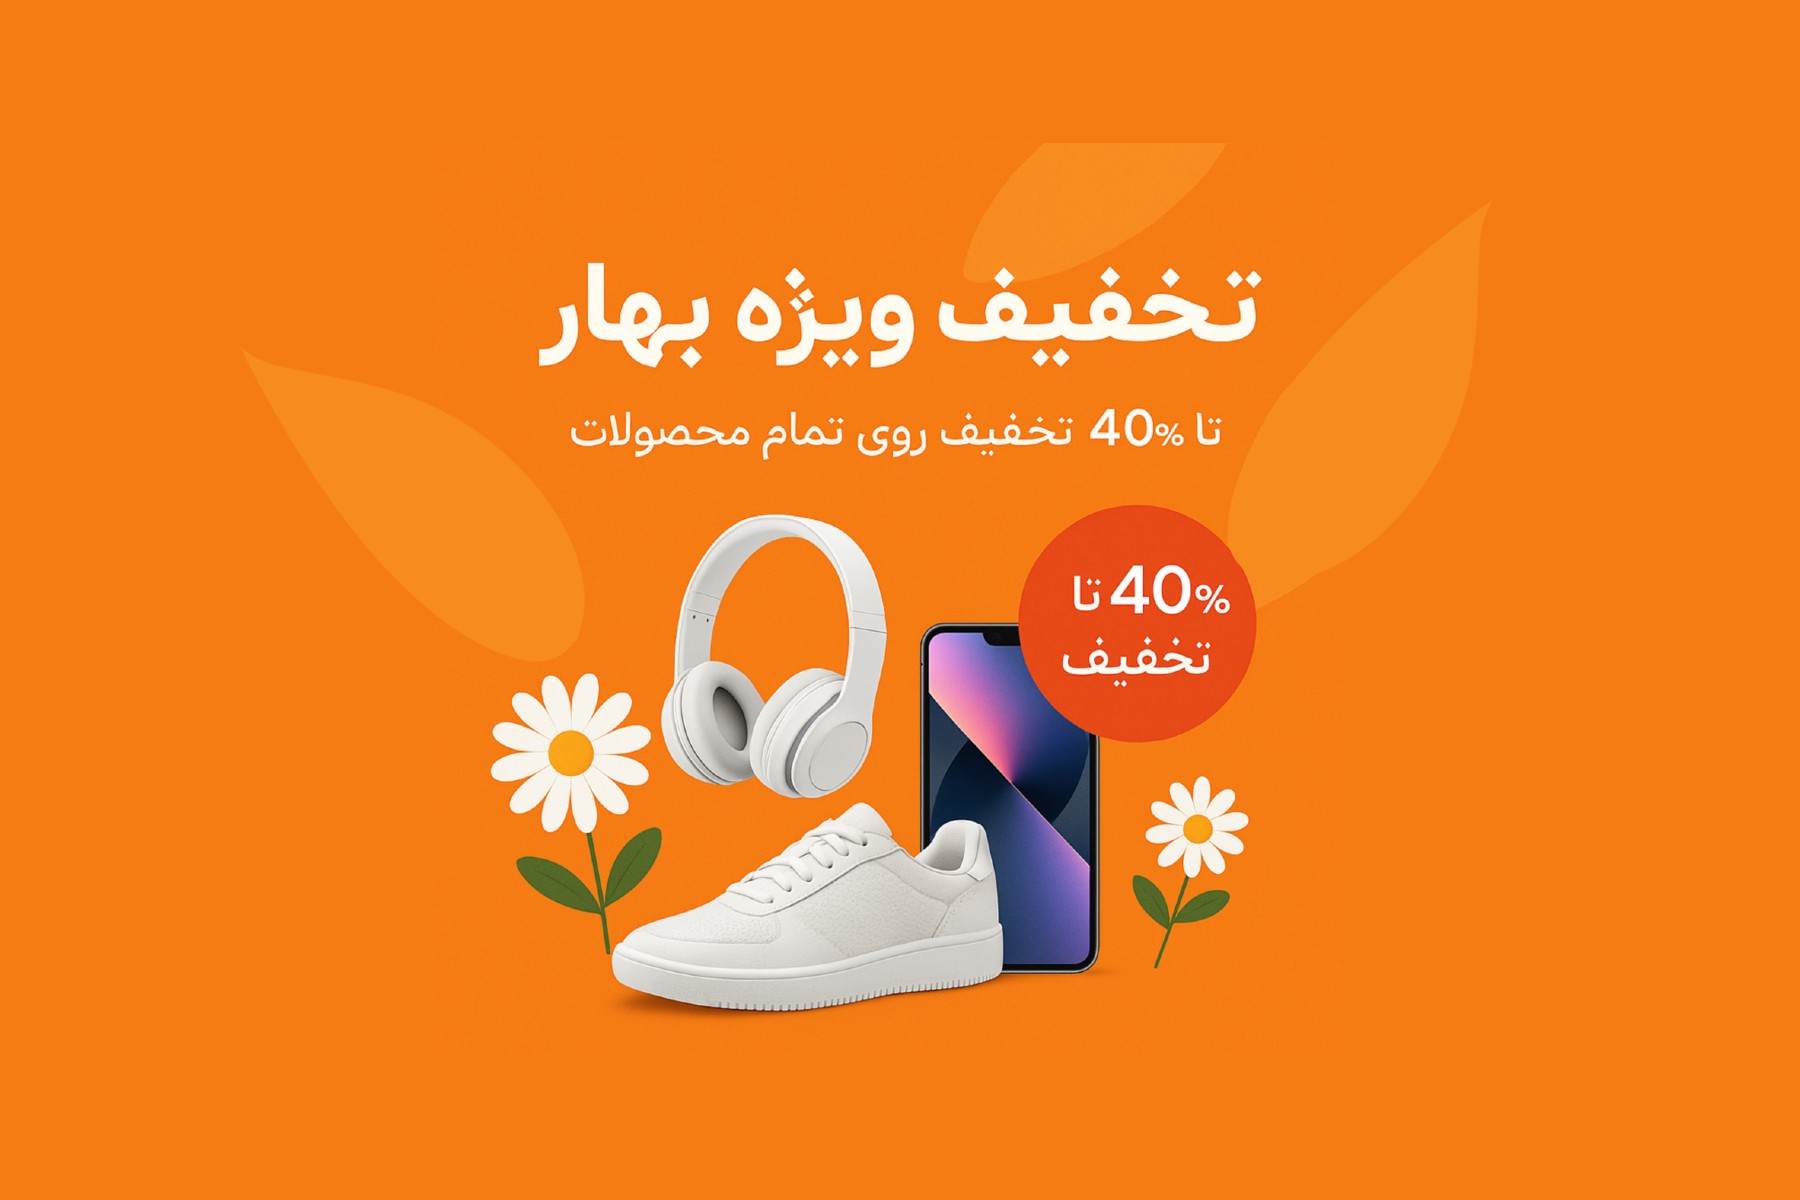 تخفیف ویژه بهار
تا 40% تخفیف روی تمام محصولات
تا 40%
تخفیف